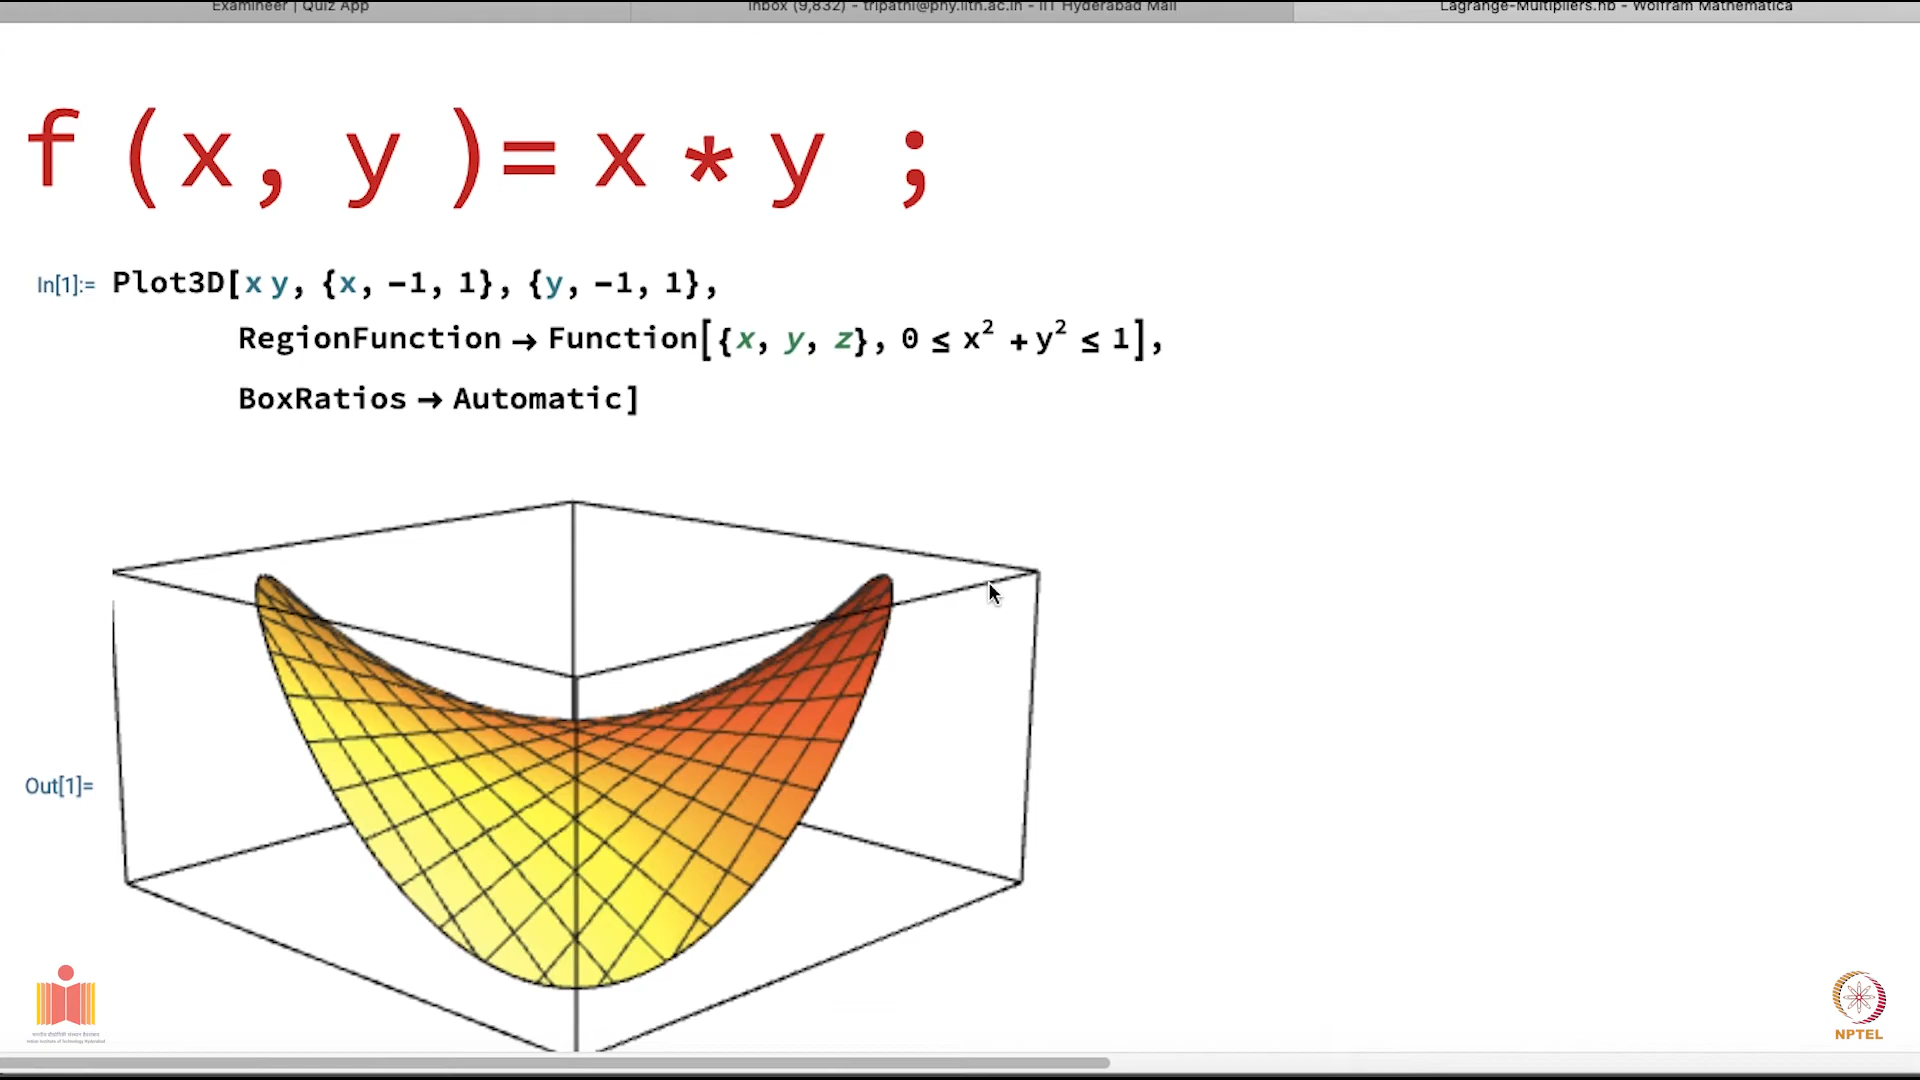 Examineer | Quiz App
Inbox (9,832) - tripathi@phy.iith.ac.in - IIT Hyderabad Mail
Lagrange-Multipliers.nb - Wolfram Mathematica
f (x, y )= x * y ;
In[1]:= Plot3D[x y, {x, -1, 1}, {y, -1, 1},
RegionFunction → Function[{x, y, z}, 0 ≤ x² + y² ≤ 1],
BoxRatios → Automatic]
Out[1]=
NPTEL